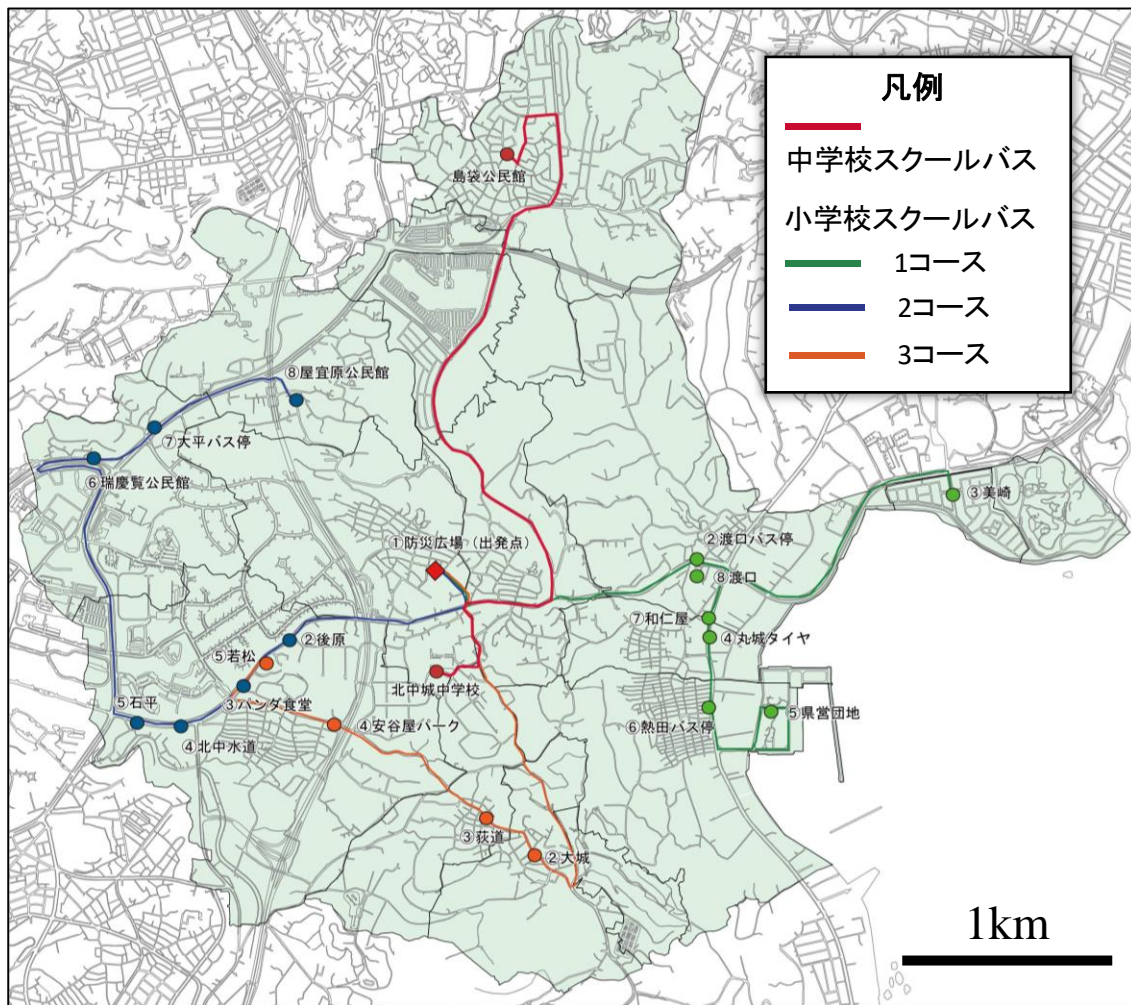 凡例
中学校スクールバス
小学校スクールバス
1コース
2コース
3コース
島袋公民館
⑧屋宜原公民館
⑦大平バス停
⑥瑞慶覧公民館
①防災広場（出発点）
②渡口バス停
③美崎
⑧渡口
⑦和仁屋
④丸城タイヤ
②後原
⑤若松
北中城中学校
⑤石平
③パンダ食堂
④安谷屋パーク
④北中水道
⑥熱田バス停
⑤県営団地
③荻道
②大城
1km